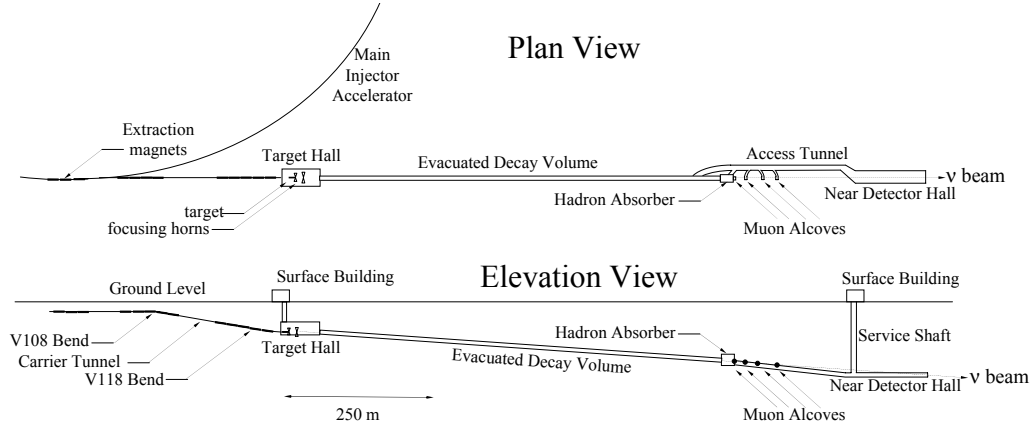 Plan View
Main
Injector
Accelerator
Extraction
magnets
Target Hall
Evacuated Decay Volume
Access Tunnel
ν beam
Near Detector Hall
Hadron Absorber
target
focusing horns
Muon Alcoves
Elevation View
Surface Building
Surface Building
Ground Level
V108 Bend
Carrier Tunnel
V118 Bend
Target Hall
Hadron Absorber
Service Shaft
Evacuated Decay Volume
ν beam
Near Detector Hall
Muon Alcoves
250 m